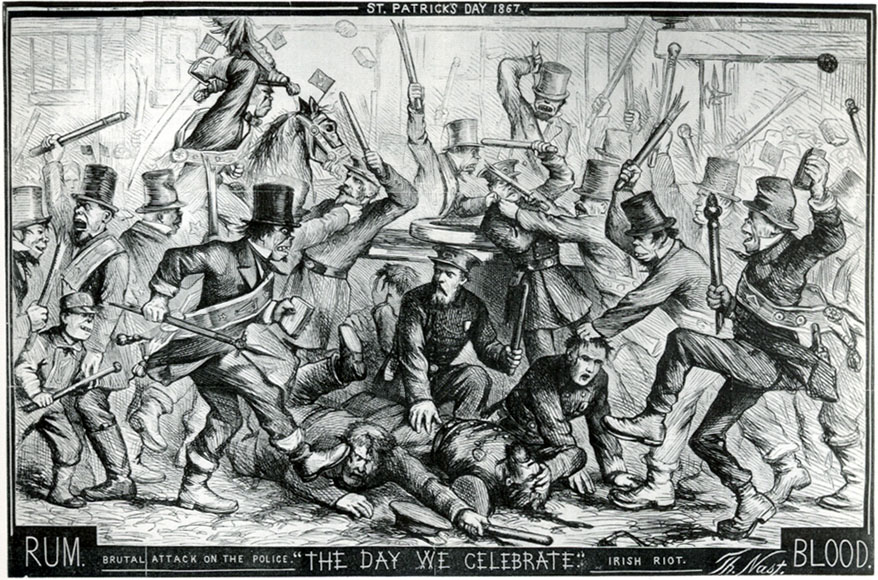 ST. PATRICK'S DAY 1867.
RUM. BRUTAL ATTACK ON THE POLICE. "THE DAY WE CELEBRATE." IRISH RIOT. Th. Nast. BLOOD.